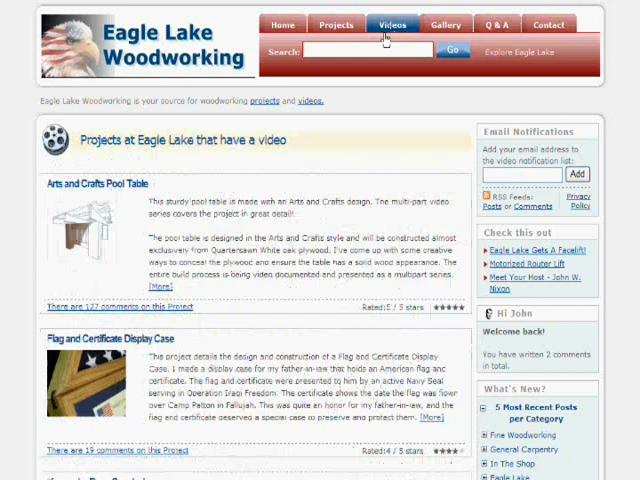 Eagle Lake
Woodworking
Home Projects Videos Gallery Q & A Contact
Search: Go Explore Eagle Lake
Eagle Lake Woodworking is your source for woodworking projects and videos.
Projects at Eagle Lake that have a video
Arts and Crafts Pool Table
This sturdy pool table is made with an Arts and Crafts design. The multi-part video
series covers the project in great detail!
The pool table is designed in the Arts and Crafts style and will be constructed almost
exclusively from Quartersawn White oak plywood. I've come up with some creative
ways to conceal the plywood and ensure the table has a solid wood appearance. The
entire build process is being video documented and presented as a multipart series.
[More]
There are 127 comments on this Project Rated:5 / 5 stars
Flag and Certificate Display Case
This project details the design and construction of a Flag and Certificate Display
Case. I made a display case for my father-in-law that holds an American flag and
certificate. The flag and certificate were presented to him by an active Navy Seal
serving in Operation Iraqi Freedom. The certificate shows the date the flag was flown
over Camp Patton in Fallujah. This was quite an honor for my father-in-law, and the
flag and certificate deserved a special case to preserve and protect them. [More]
There are 19 comments on this Project Rated:4 / 5 stars
Email Notifications
Add your email address to
the video notification list:
Add
RSS Feeds:
Posts or Comments
Privacy
Policy
Check this out
Eagle Lake Gets A Facelift!
Motorized Router Lift
Meet Your Host - John W.
Nixon
Hi John
Welcome back!
You have written 2 comments
in total.
What's New?
5 Most Recent Posts
per Category
Fine Woodworking
General Carpentry
In The Shop
Eagle Lake